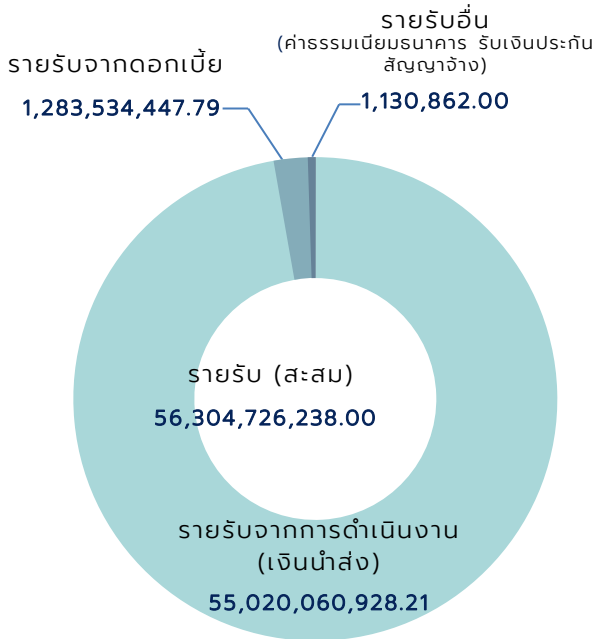 รายรับอื่น
(ค่าธรรมเนียมธนาคาร รับเงินประกัน
สัญญาจ้าง)
1,130,862.00
รายรับจากดอกเบี้ย
1,283,534,447.79
รายรับ (สะสม)
56,304,726,238.00
รายรับจากการดำเนินงาน
(เงินนำส่ง)
55,020,060,928.21